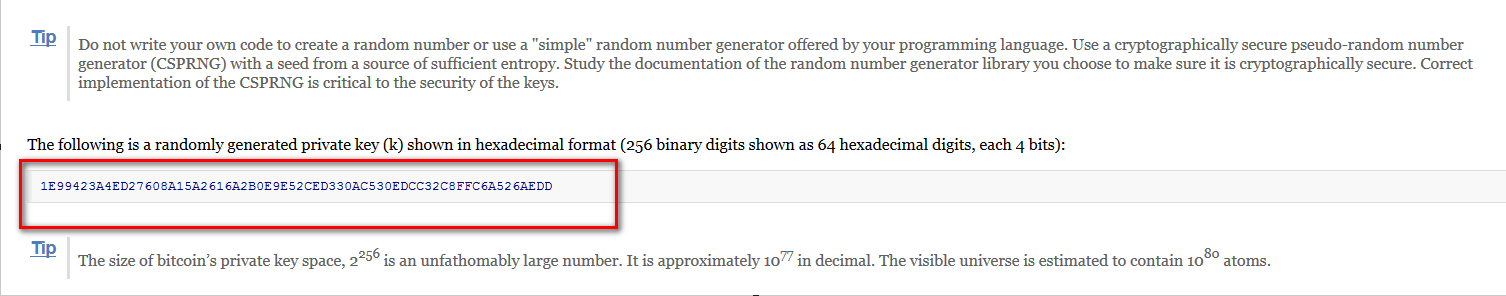 Tip
Do not write your own code to create a random number or use a "simple" random number generator offered by your programming language. Use a cryptographically secure pseudo-random number
generator (CSPRNG) with a seed from a source of sufficient entropy. Study the documentation of the random number generator library you choose to make sure it is cryptographically secure. Correct
implementation of the CSPRNG is critical to the security of the keys.
The following is a randomly generated private key (k) shown in hexadecimal format (256 binary digits shown as 64 hexadecimal digits, each 4 bits):
1E99423A4ED27608A15A2616A2B0E9E52CED330AC530EDCC32C8FFC6A526AEDD
Tip
The size of bitcoin’s private key space, 2²⁵⁶ is an unfathomably large number. It is approximately 10⁷⁷ in decimal. The visible universe is estimated to contain 10⁸⁰ atoms.